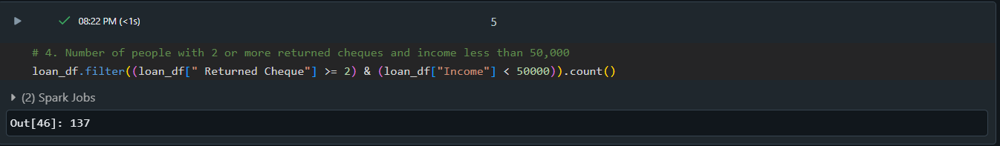 08:22 PM (<1s)
5
# 4. Number of people with 2 or more returned cheques and income less than 50,000
loan_df.filter((loan_df[" Returned Cheque"] >= 2) & (loan_df["Income"] < 50000)).count()
(2) Spark Jobs
Out[46]: 137